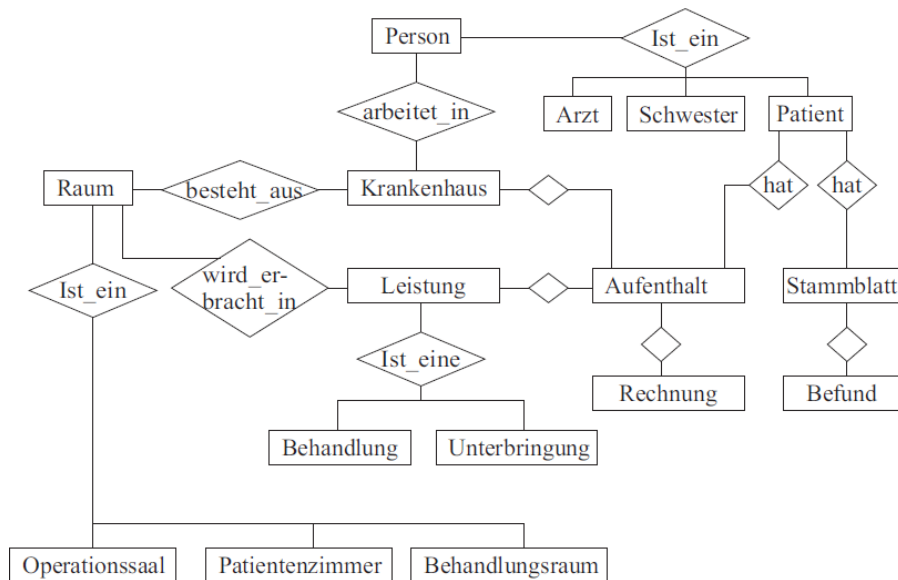 Person
Ist_ein
arbeitet_in
Arzt
Schwester
Patient
Raum
besteht_aus
Krankenhaus
hat
hat
Ist_ein
wird_er-
bracht_in
Leistung
Aufenthalt
Stammblatt
Ist_eine
Rechnung
Befund
Behandlung
Unterbringung
Operationssaal
Patientenzimmer
Behandlungsraum